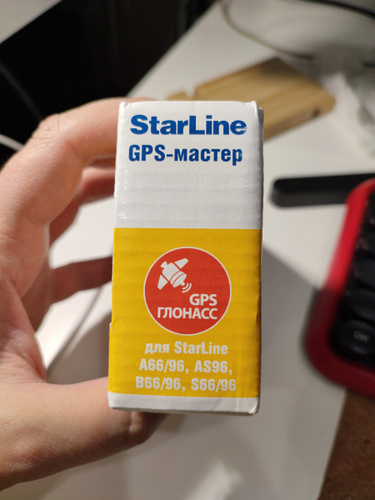 StarLine
GPS-мастер
GPS
ГЛОНАСС
для StarLine
A66/96, AS96,
B66/96, S66/96